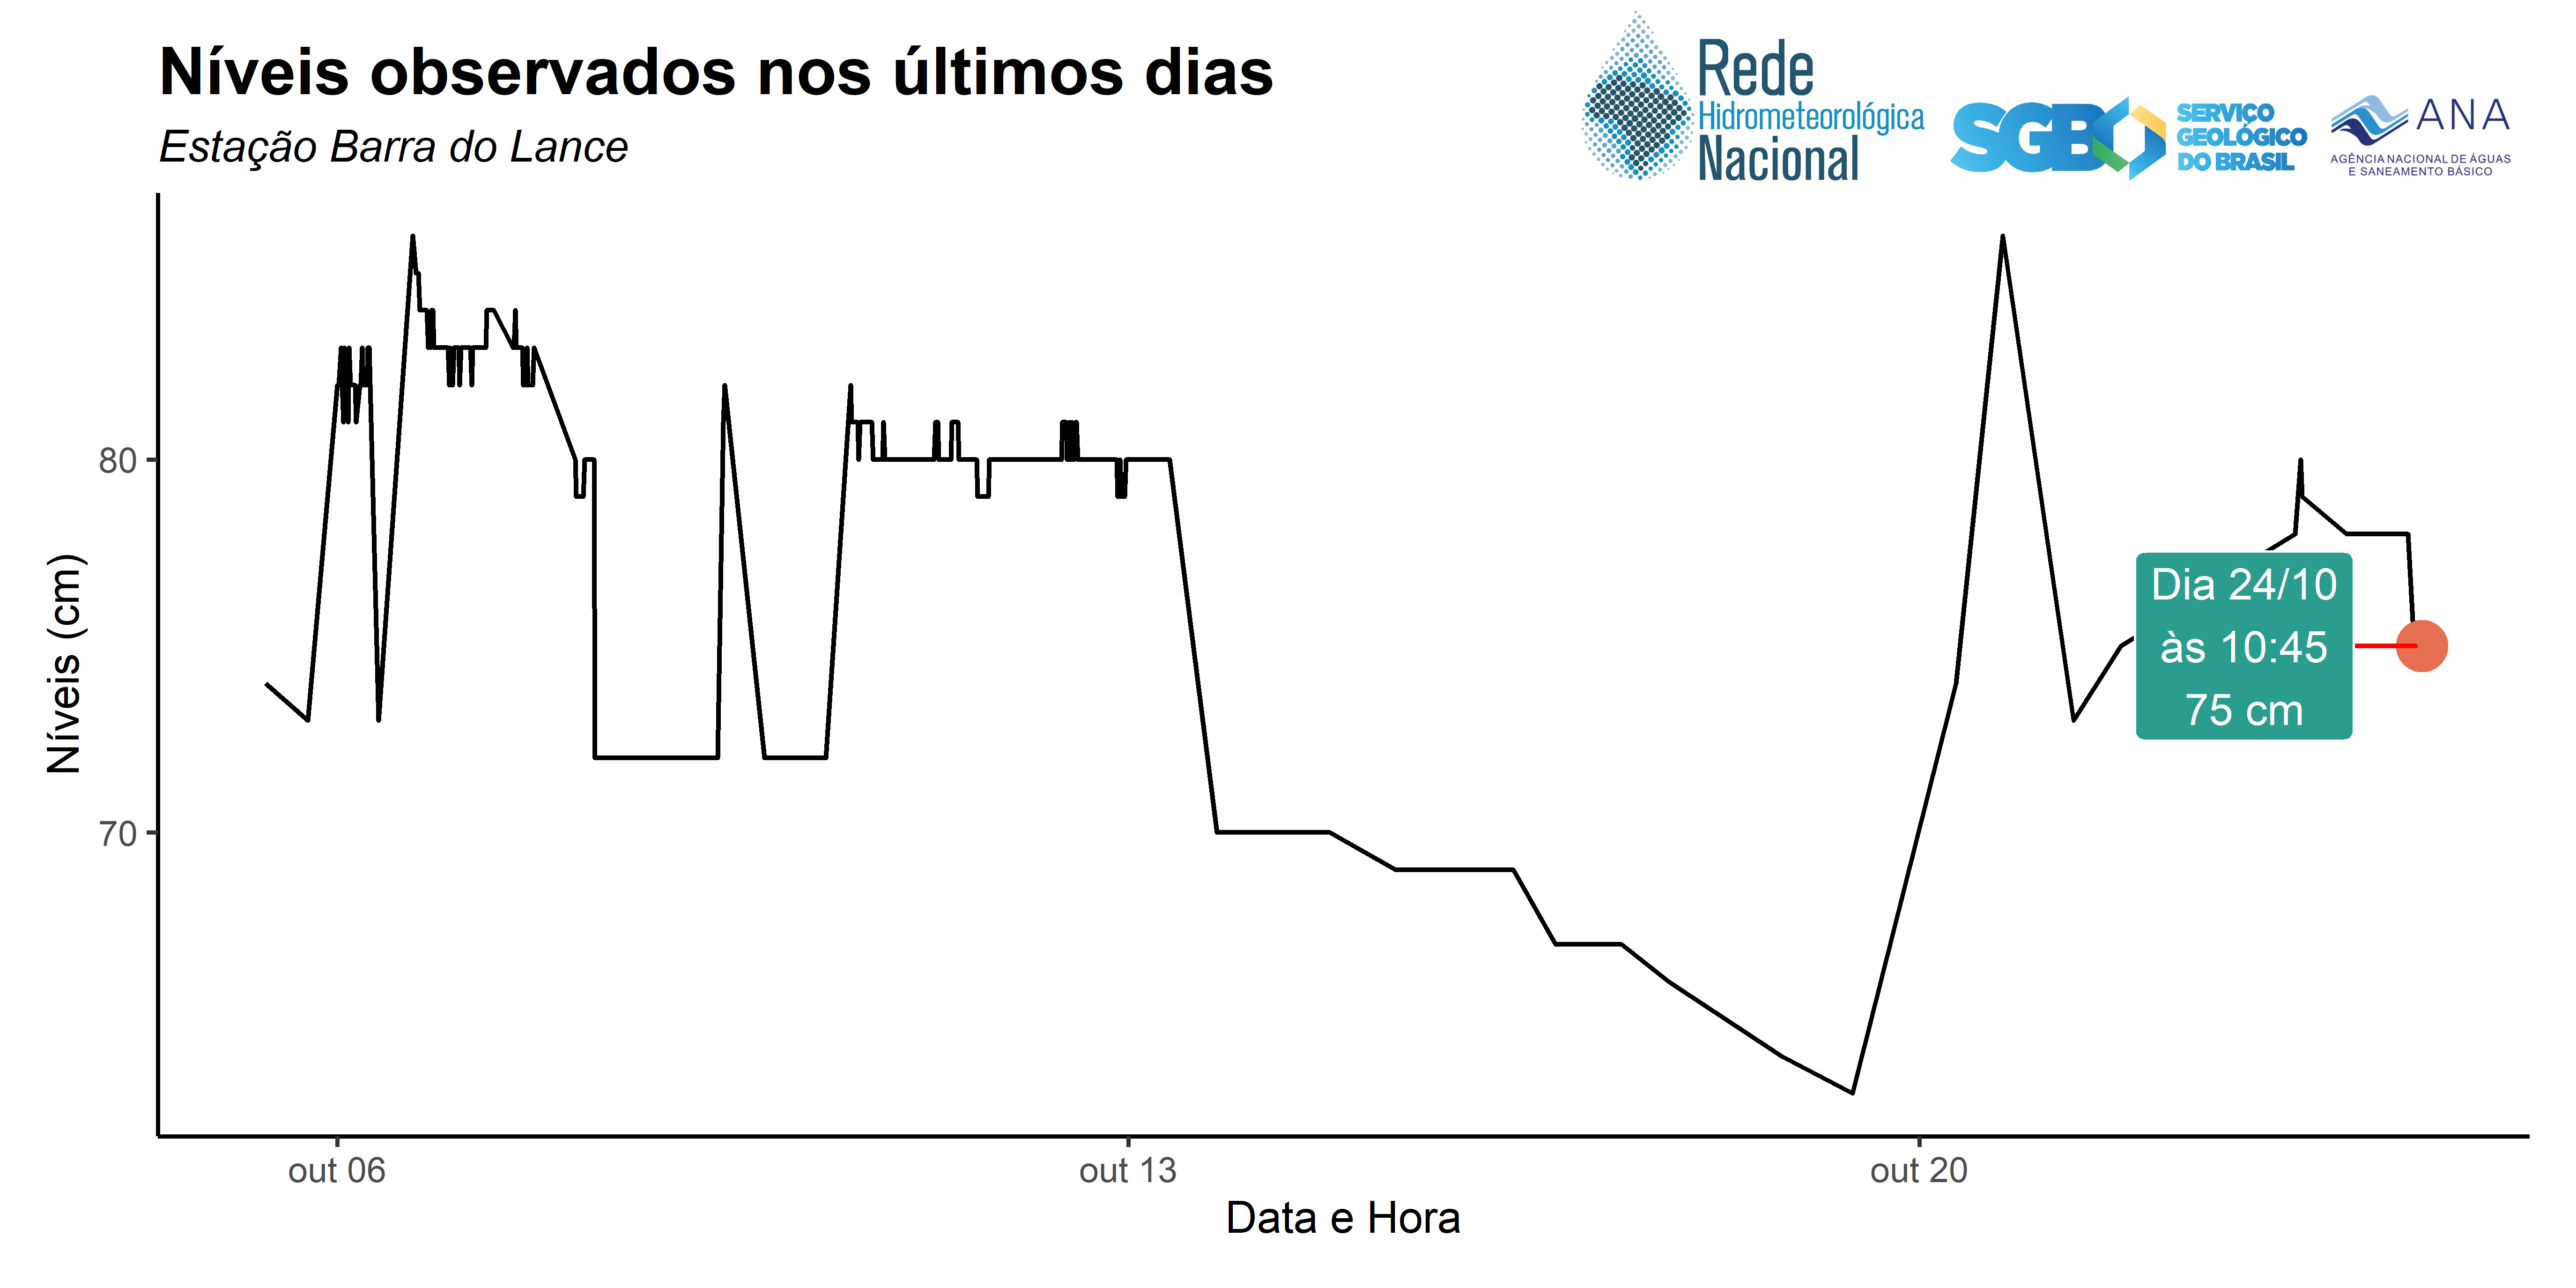 Níveis observados nos últimos dias
Estação Barra do Lance
Rede
Hidrometeorológica
Nacional
SGB
SERVIÇO
GEOLÓGICO
DO BRASIL
ANA
AGÊNCIA NACIONAL DE ÁGUAS
E SANEAMENTO BÁSICO
Níveis (cm)
80
70
Dia 24/10
às 10:45
75 cm
out 06
out 13
out 20
Data e Hora